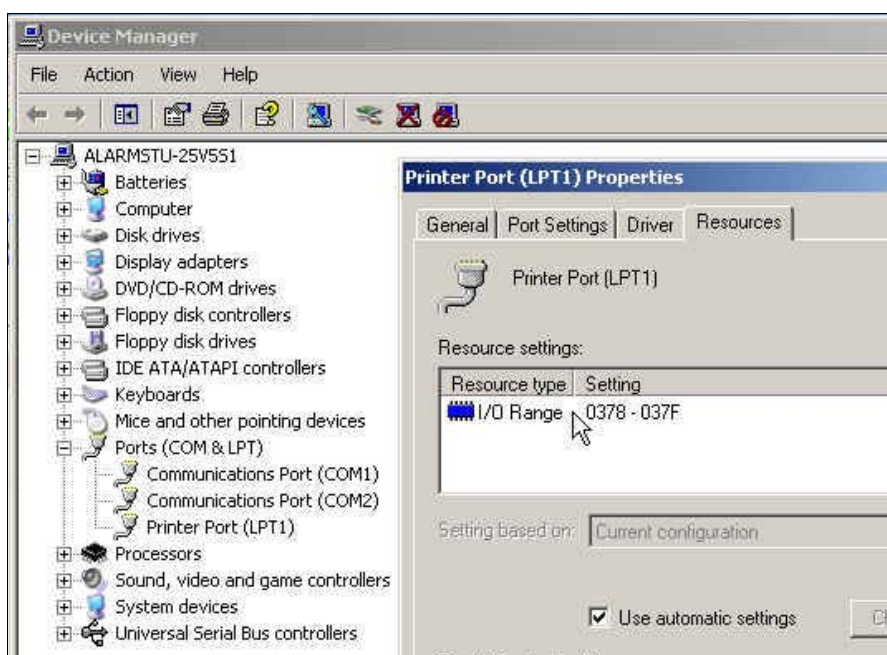 Device Manager
File Action View Help
ALARMSTU-25V5S1
Batteries
Computer
Disk drives
Display adapters
DVD/CD-ROM drives
Floppy disk controllers
Floppy disk drives
IDE ATA/ATAPI controllers
Keyboards
Mice and other pointing devices
Ports (COM & LPT)
Communications Port (COM1)
Communications Port (COM2)
Printer Port (LPT1)
Processors
Sound, video and game controllers
System devices
Universal Serial Bus controllers
Printer Port (LPT1) Properties
General Port Settings Driver Resources
Printer Port (LPT1)
Resource settings:
Resource type Setting
I/O Range 0378 - 037F
Setting based on: Current configuration
Use automatic settings